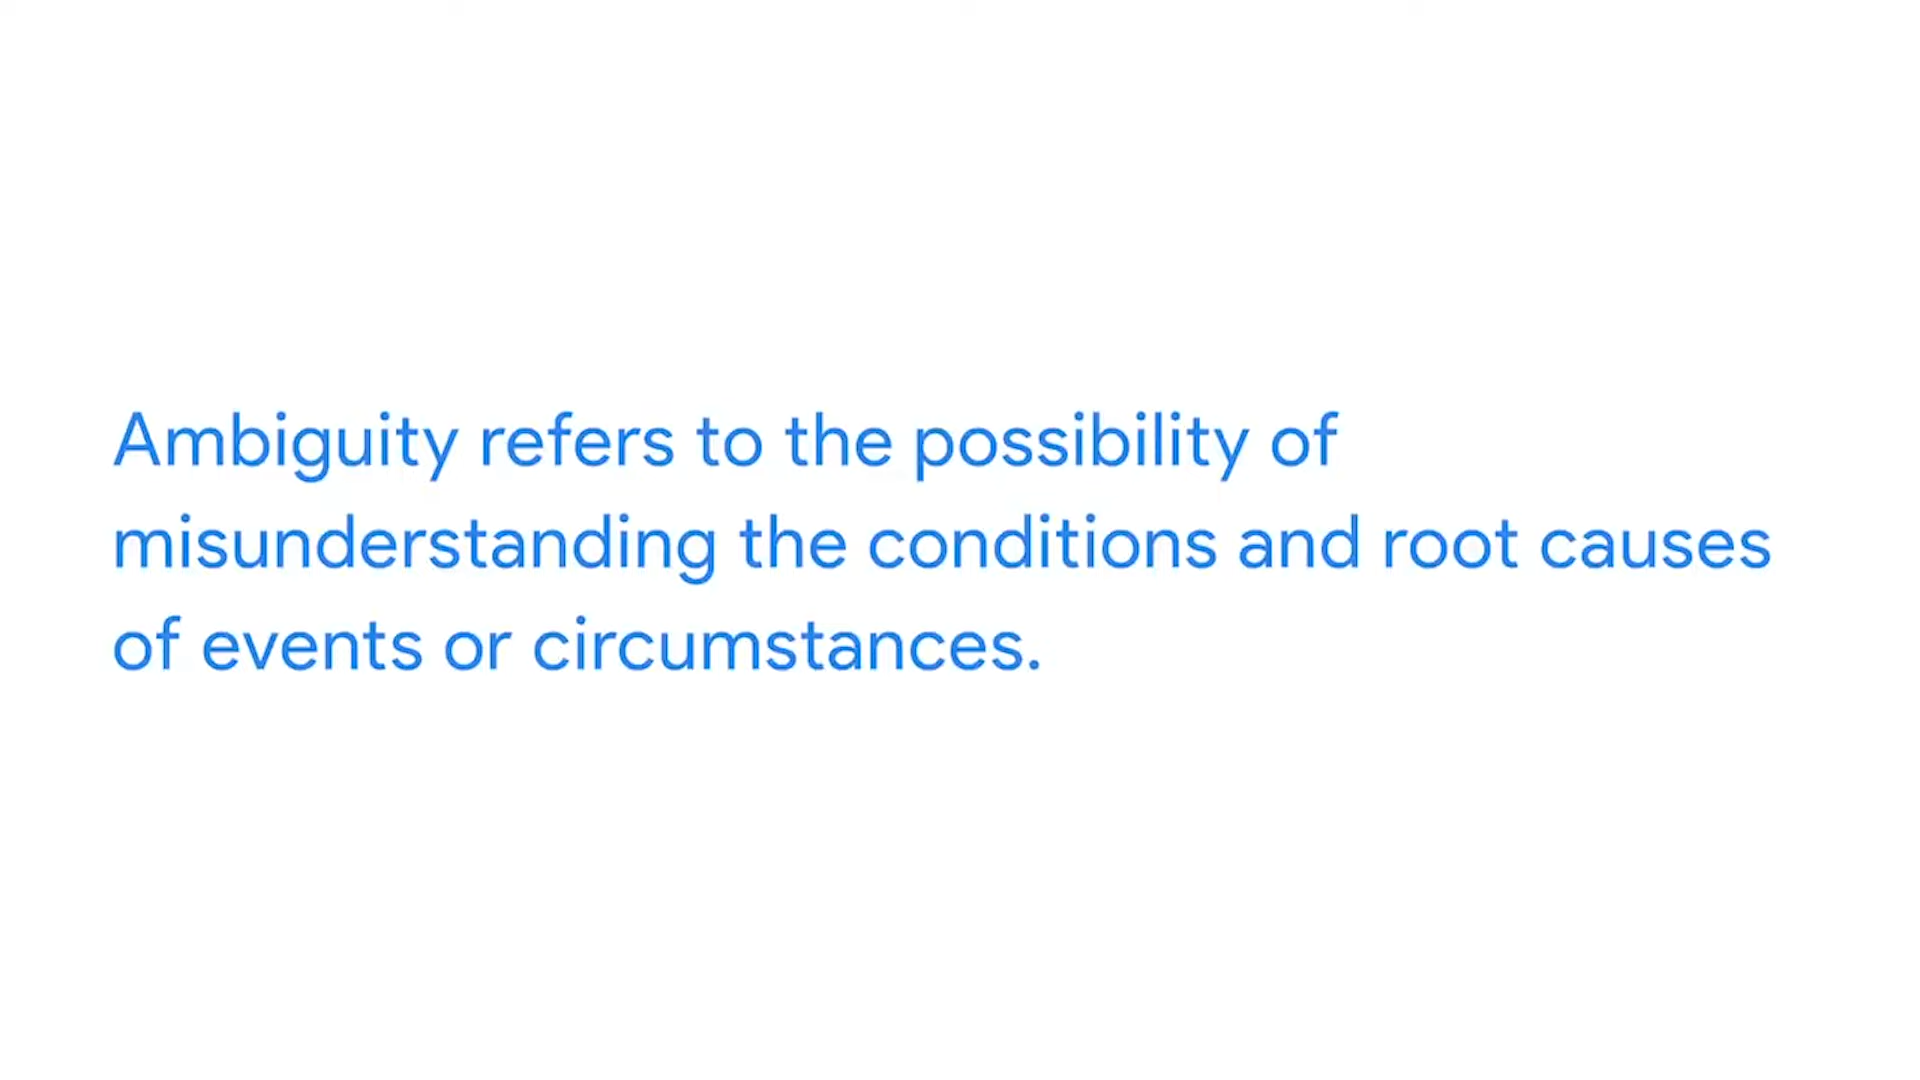 Ambiguity refers to the possibility of
misunderstanding the conditions and root causes
of events or circumstances.